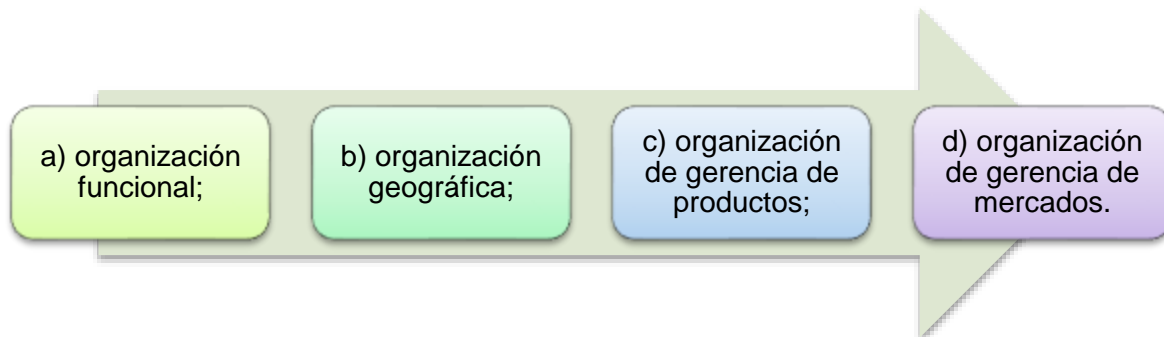 a) organización
funcional;
b) organización
geográfica;
c) organización
de gerencia de
productos;
d) organización
de gerencia de
mercados.